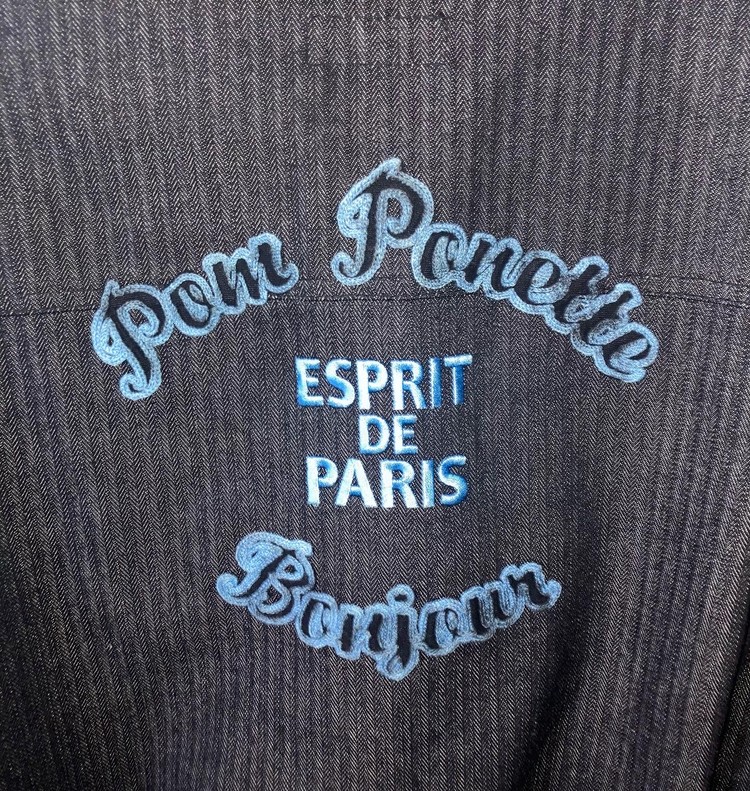 Pom Ponette
ESPRIT
DE
PARIS
Bonjour